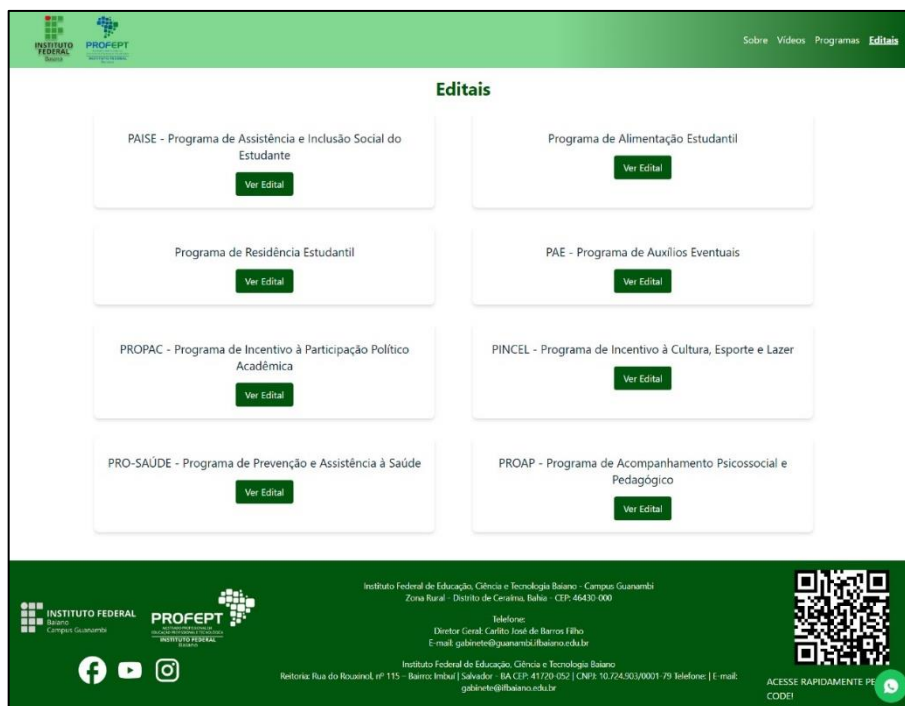 INSTITUTO
FEDERAL
Baiano
PROFEPT
Sobre Vídeos Programas Editais
Editais
PAISE - Programa de Assistência e Inclusão Social do
Estudante
Ver Edital
Programa de Alimentação Estudantil
Ver Edital
Programa de Residência Estudantil
Ver Edital
PAE - Programa de Auxílios Eventuais
Ver Edital
PROPAC - Programa de Incentivo à Participação Político
Acadêmica
Ver Edital
PINCEL - Programa de Incentivo à Cultura, Esporte e Lazer
Ver Edital
PRO-SAÚDE - Programa de Prevenção e Assistência à Saúde
Ver Edital
PROAP - Programa de Acompanhamento Psicossocial e
Pedagógico
Ver Edital
INSTITUTO FEDERAL
Baiano
Campus Guanambi
PROFEPT
INSTITUTO FEDERAL
Instituto Federal de Educação, Ciência e Tecnologia Baiano - Campus Guanambi
Zona Rural - Distrito de Ceraíma, Bahia - CEP: 46430-000
Telefone:
Diretor Geral: Carlito José de Barros Filho
E-mail: gabinete@guanambi.ifbaiano.edu.br
Instituto Federal de Educação, Ciência e Tecnologia Baiano
Reitoria: Rua do Rouxinol, nº 115 – Bairro: Imbuí | Salvador - BA CEP: 41720-052 | CNPJ: 10.724.903/0001-79 Telefone: | E-mail:
gabinete@ifbaiano.edu.br
ACESSE RAPIDAMENTE PE
CODE!